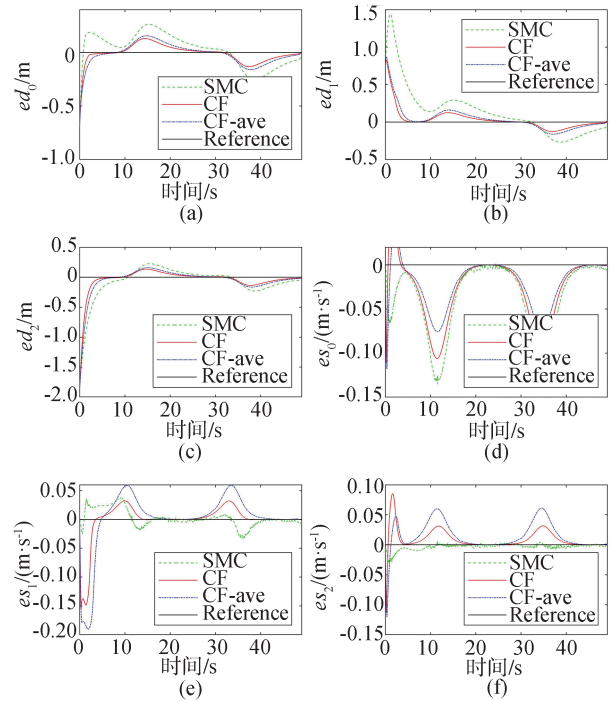 0
-0.5
-1.0
ed₀/m
SMC
CF
CF-ave
Reference
0 10 20 30 40
时间/s
(a)
1.5
1.0
0.5
0
-0.5
ed₁/m
SMC
CF
CF-ave
Reference
0 10 20 30 40
时间/s
(b)
0.5
0
-0.5
-1.0
-1.5
-2.0
ed₂/m
SMC
CF
CF-ave
Reference
0 10 20 30 40
时间/s
(c)
0
-0.05
-0.10
-0.15
es₀/(m·s⁻¹)
SMC
CF
CF-ave
Reference
0 10 20 30 40
时间/s
(d)
0.05
0
-0.05
-0.10
-0.15
-0.20
es₁/(m·s⁻¹)
SMC
CF
CF-ave
Reference
0 10 20 30 40
时间/s
(e)
0.10
0.05
0
-0.05
-0.10
-0.15
es₂/(m·s⁻¹)
SMC
CF
CF-ave
Reference
0 10 20 30 40
时间/s
(f)